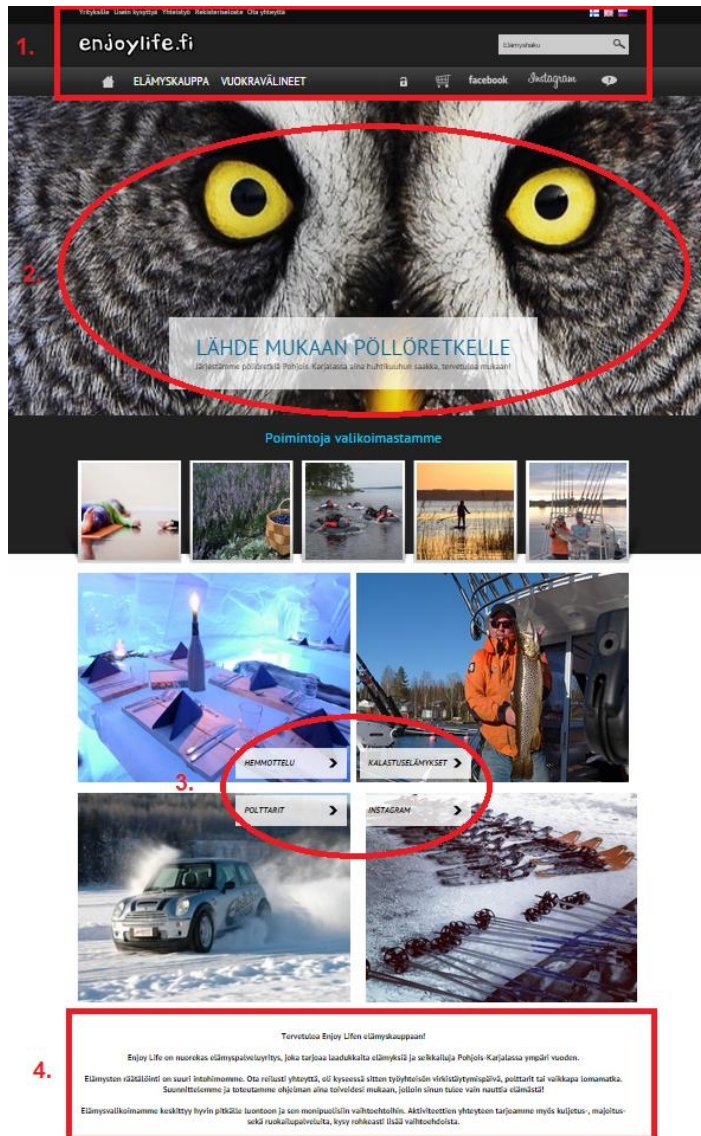 Yrityksille Usein kysyttyä Yhteistyö Rekisteriseloste Ota yhteyttä
1.
enjoylife.fi
Elämyshaku
ELÄMYSKAUPPA VUOKRAVÄLINEET
facebook Instagram
2.
LÄHDE MUKAAN PÖLLÖRETKELLE
Järjestämme pöllöretkiä Pohjois-Karjalassa aina huhtikuuhun saakka, tervetuloa mukaan!
Poimintoja valikoimastamme
HEMMOTTELU
KALASTUSELÄMYKSET
3.
POLTTARIT
INSTAGRAM
4.
Tervetuloa Enjoy Lifen elämyskauppaan!
Enjoy Life on nuorekas elämyspalveluyritys, joka tarjoaa laadukkaita elämyksiä ja seikkailuja Pohjois-Karjalassa ympäri vuoden.
Elämysten räätälöinti on suuri intohimomme. Ota reilusti yhteyttä, oli kyseessä sitten työyhteisön virkistäytymispäivä, polttarit tai vaikkapa lomamatka.
Suunnittelemme ja toteutamme ohjelman aina toiveidesi mukaan, jolloin sinun tulee vain nauttia elämästä!
Elämysvalikoimamme keskittyy hyvin pitkälle luontoon ja sen monipuolisiin vaihtoehtoihin. Aktiviteettien yhteyteen tarjoamme myös kuljetus-, majoitus-
sekä ruokailupalveluita, kysy rohkeasti lisää vaihtoehdoista.